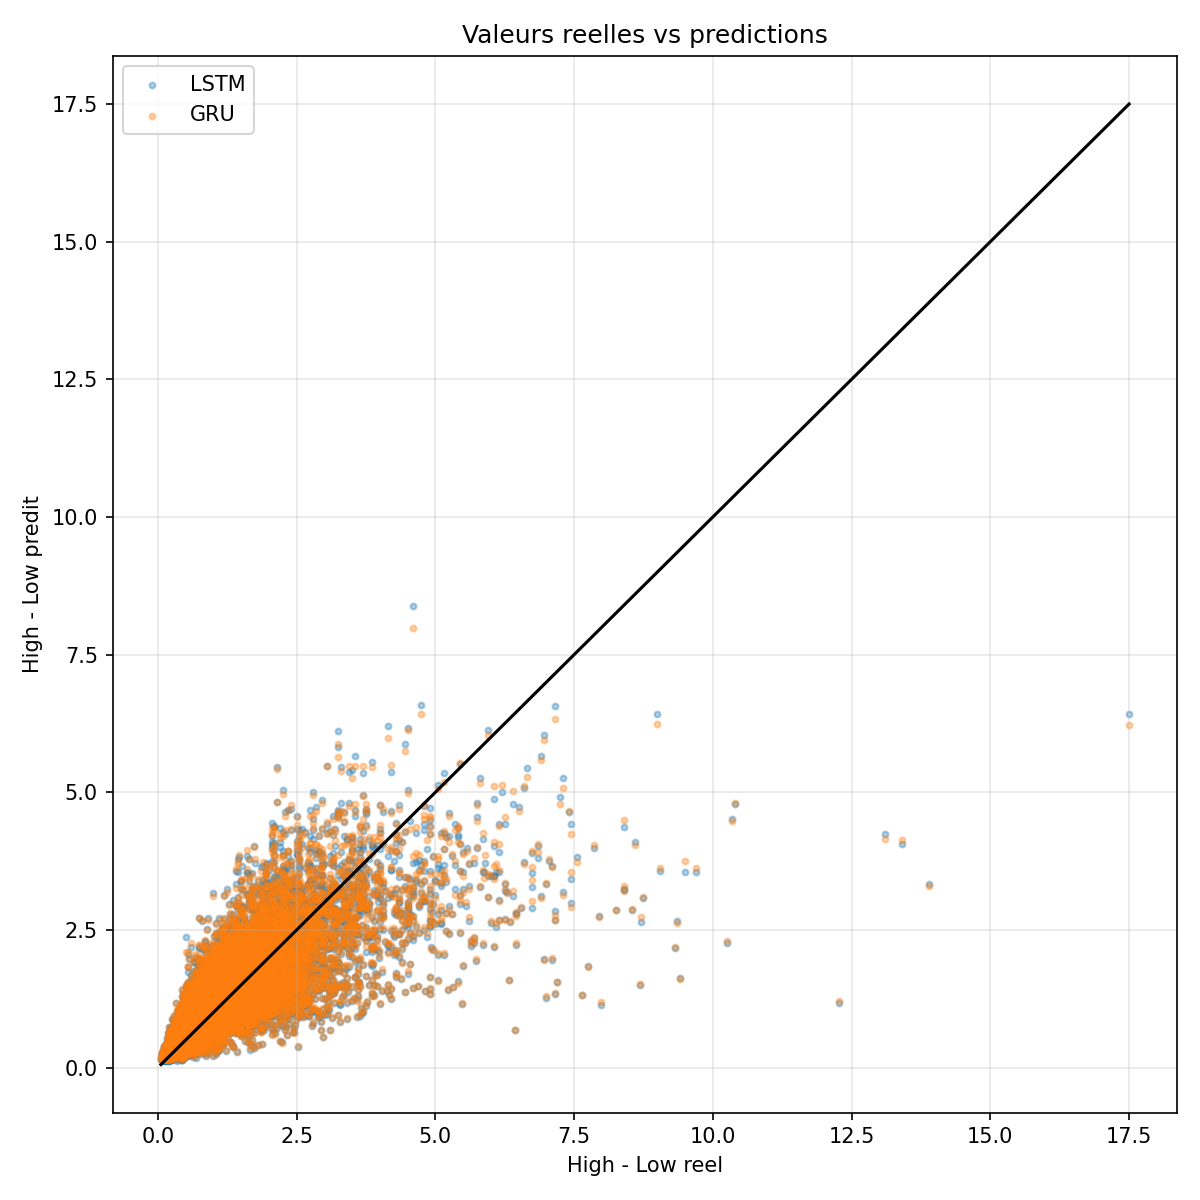 Valeurs reelles vs predictions
LSTM
GRU
17.5
15.0
12.5
10.0
7.5
5.0
2.5
0.0
High - Low predit
0.0 2.5 5.0 7.5 10.0 12.5 15.0 17.5
High - Low reel